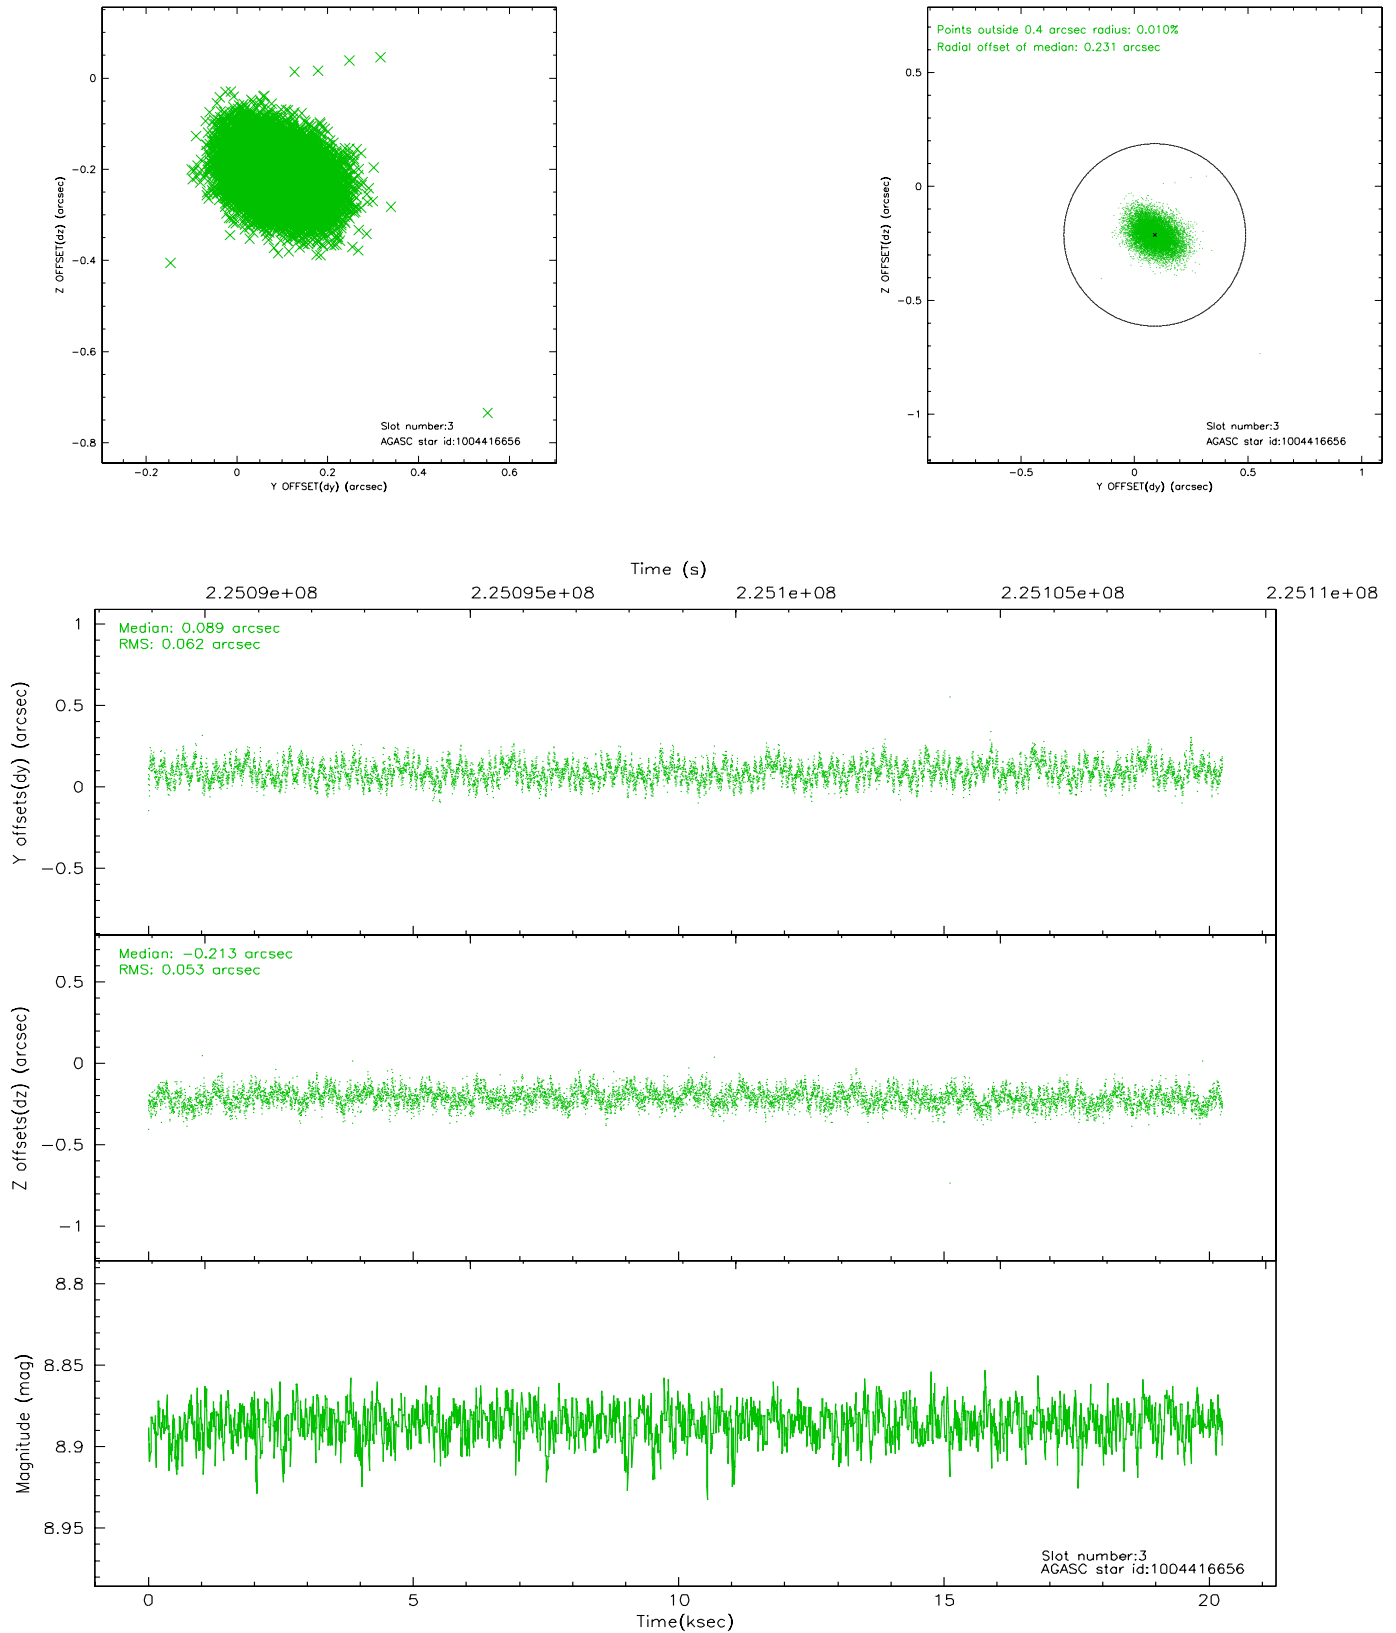 0
−0.2
−0.4
−0.6
−0.8
Z OFFSET(dz) (arcsec)
Slot number:3
AGASC star id:1004416656
−0.2
0
0.2
0.4
0.6
Y OFFSET(dy) (arcsec)
Points outside 0.4 arcsec radius: 0.010%
Radial offset of median: 0.231 arcsec
0.5
0
−0.5
−1
Z OFFSET(dz) (arcsec)
Slot number:3
AGASC star id:1004416656
−0.5
0
0.5
1
Y OFFSET(dy) (arcsec)
Time (s)
2.2509e+08
2.25095e+08
2.251e+08
2.25105e+08
2.2511e+08
Median: 0.089 arcsec
RMS: 0.062 arcsec
1
0.5
0
−0.5
Y offsets(dy) (arcsec)
Median: −0.213 arcsec
RMS: 0.053 arcsec
0.5
0
−0.5
−1
Z offsets(dz) (arcsec)
8.8
8.85
8.9
8.95
Magnitude (mag)
Slot number:3
AGASC star id:1004416656
0
5
10
15
20
Time(ksec)